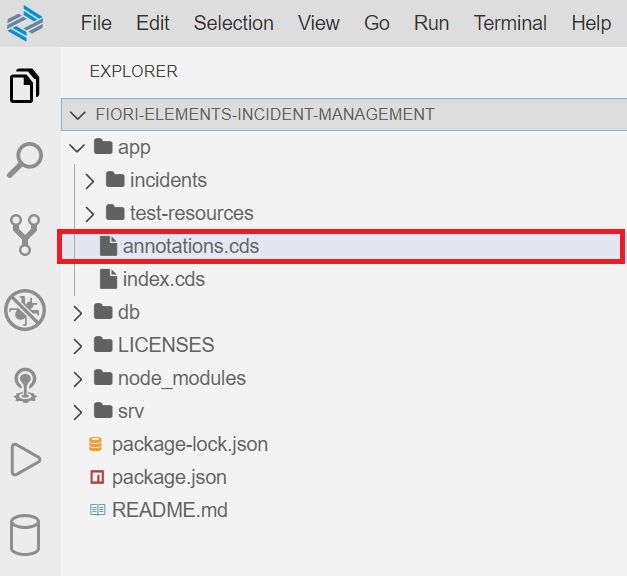 File Edit Selection View Go Run Terminal Help
EXPLORER
FIORI-ELEMENTS-INCIDENT-MANAGEMENT
app
incidents
test-resources
annotations.cds
index.cds
db
LICENSES
node_modules
srv
package-lock.json
package.json
README.md